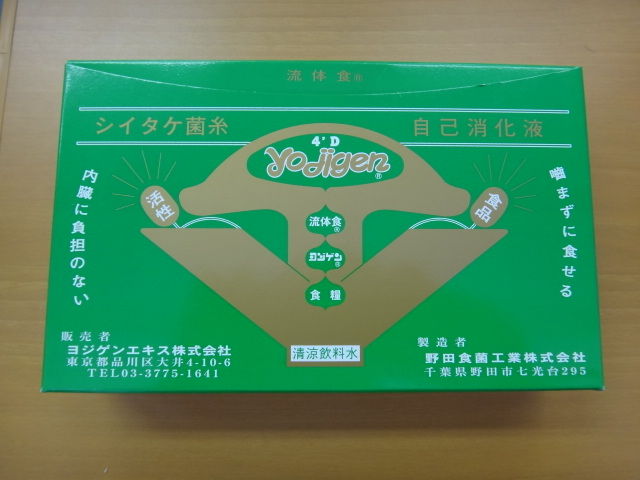 流体食®
シイタケ菌糸
自己消化液
4'D
yodigen®
活性
食品
内臓に負担のない
嚙まずに食せる
流体食®
ヨジゲン®
食糧
清涼飲料水
販売者
ヨジゲンエキス株式会社
東京都品川区大井4-10-6
TEL03-3775-1641
製造者
野田食菌工業株式会社
千葉県野田市七光台295